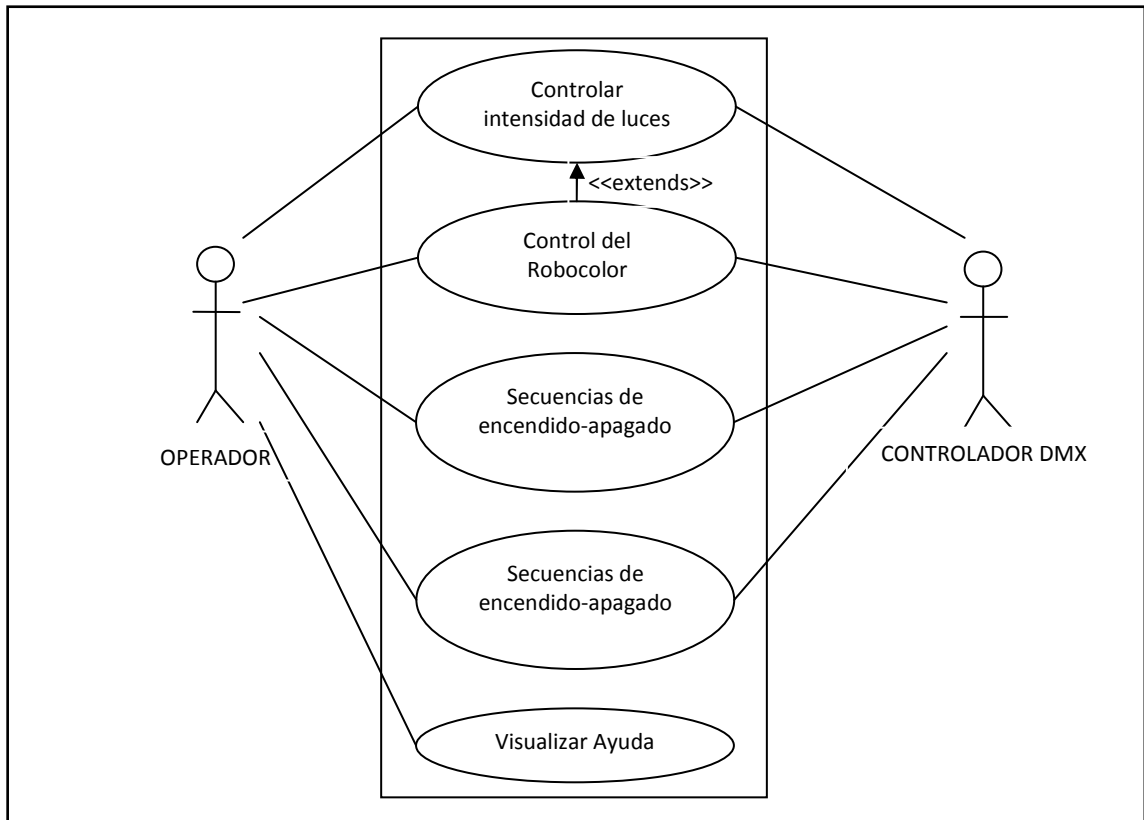 Controlar
intensidad de luces
<<extends>>
Control del
Robocolor
Secuencias de
encendido-apagado
OPERADOR
CONTROLADOR DMX
Secuencias de
encendido-apagado
Visualizar Ayuda